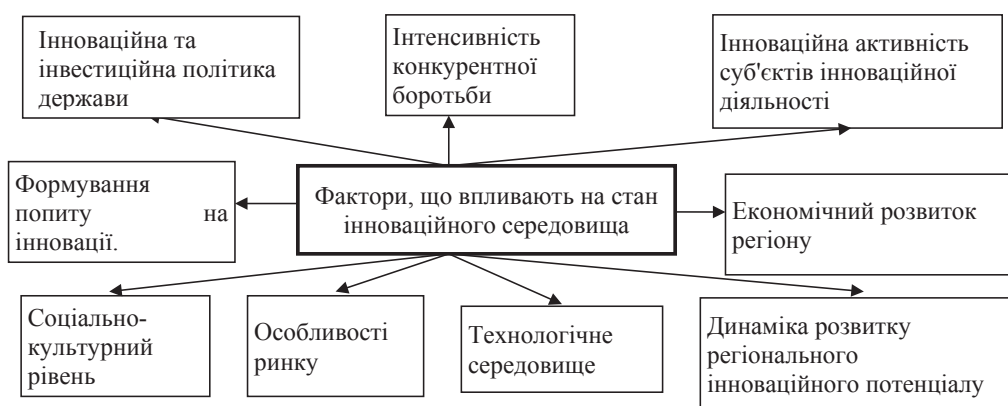 Інноваційна та
інвестиційна політика
держави
Інтенсивність
конкурентної
боротьби
Інноваційна активність
суб'єктів інноваційної
діяльності
Формування
попиту на
інновації.
Фактори, що впливають на стан
інноваційного середовища
Економічний розвиток
регіону
Соціально-
культурний
рівень
Особливості
ринку
Технологічне
середовище
Динаміка розвитку
регіонального
інноваційного потенціалу